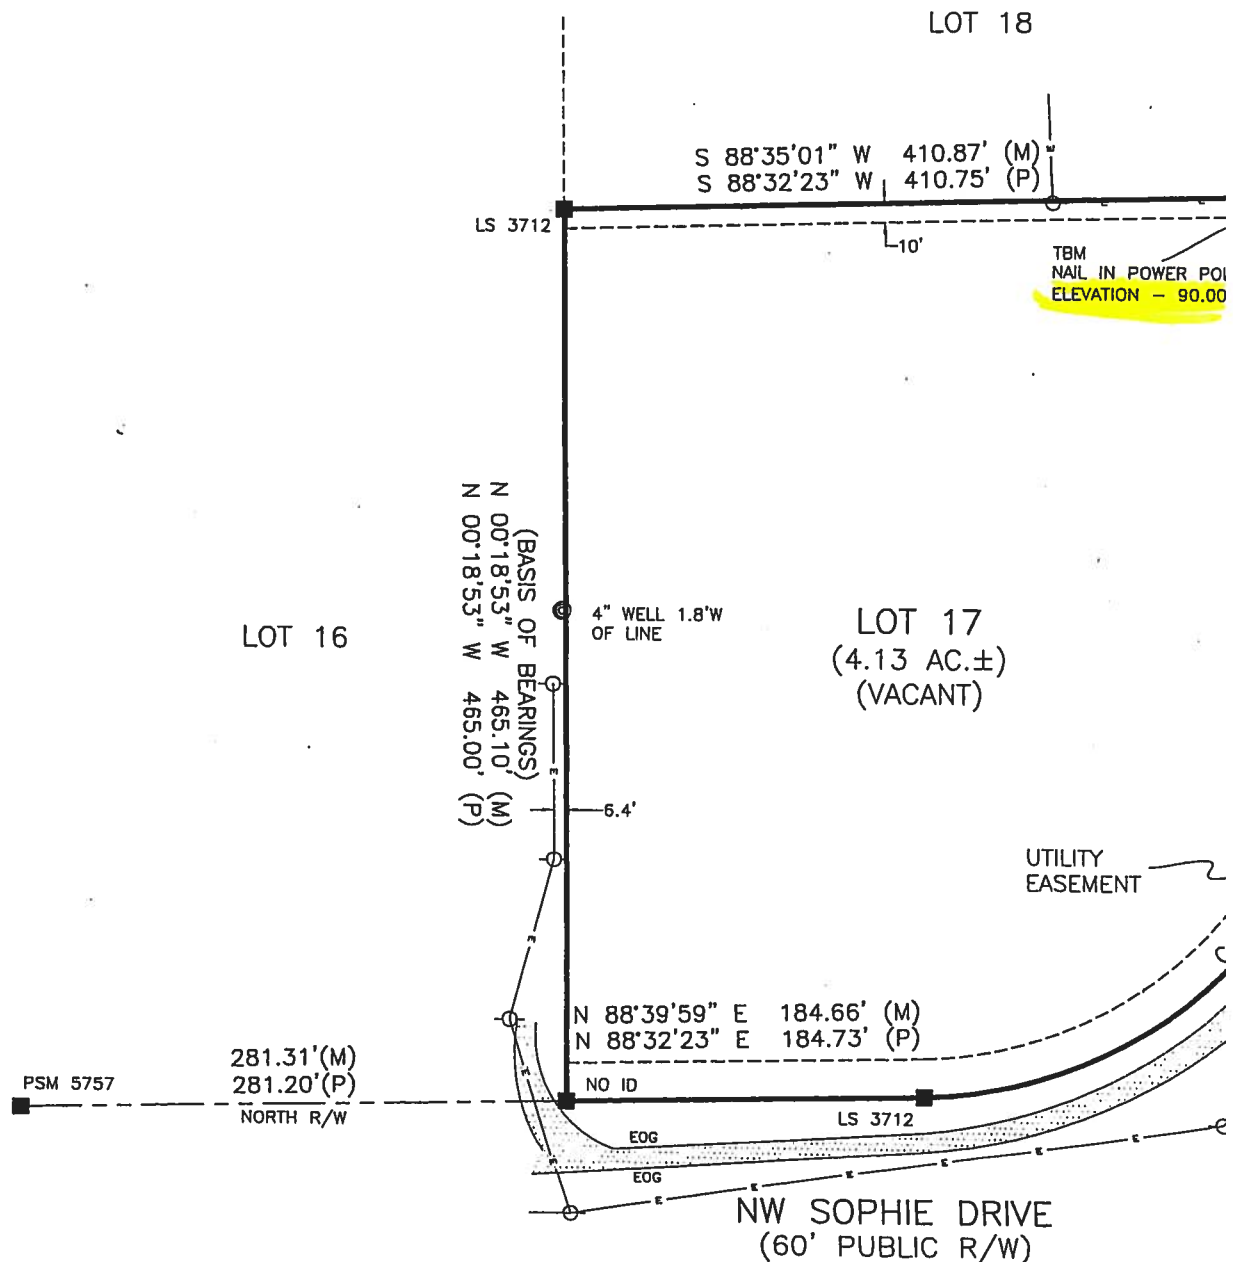 LOT 18
S 88°35'01" W 410.87' (M)
S 88°32'23" W 410.75' (P)
LS 3712
10'
TBM
NAIL IN POWER
ELEVATION - 90.00
(BASIS OF BEARINGS)
N 00°18'53" W 465.10' (M)
N 00°18'53" W 465.00' (P)
4" WELL 1.8'W
OF LINE
LOT 16
LOT 17
(4.13 AC.±)
(VACANT)
6.4'
UTILITY
EASEMENT
N 88°39'59" E 184.66' (M)
N 88°32'23" E 184.73' (P)
281.31'(M)
281.20'(P)
PSM 5757
NORTH R/W
NO ID
LS 3712
EOG
EOG
E
E
E
E
E
E
E
E
E
E
NW SOPHIE DRIVE
(60' PUBLIC R/W)